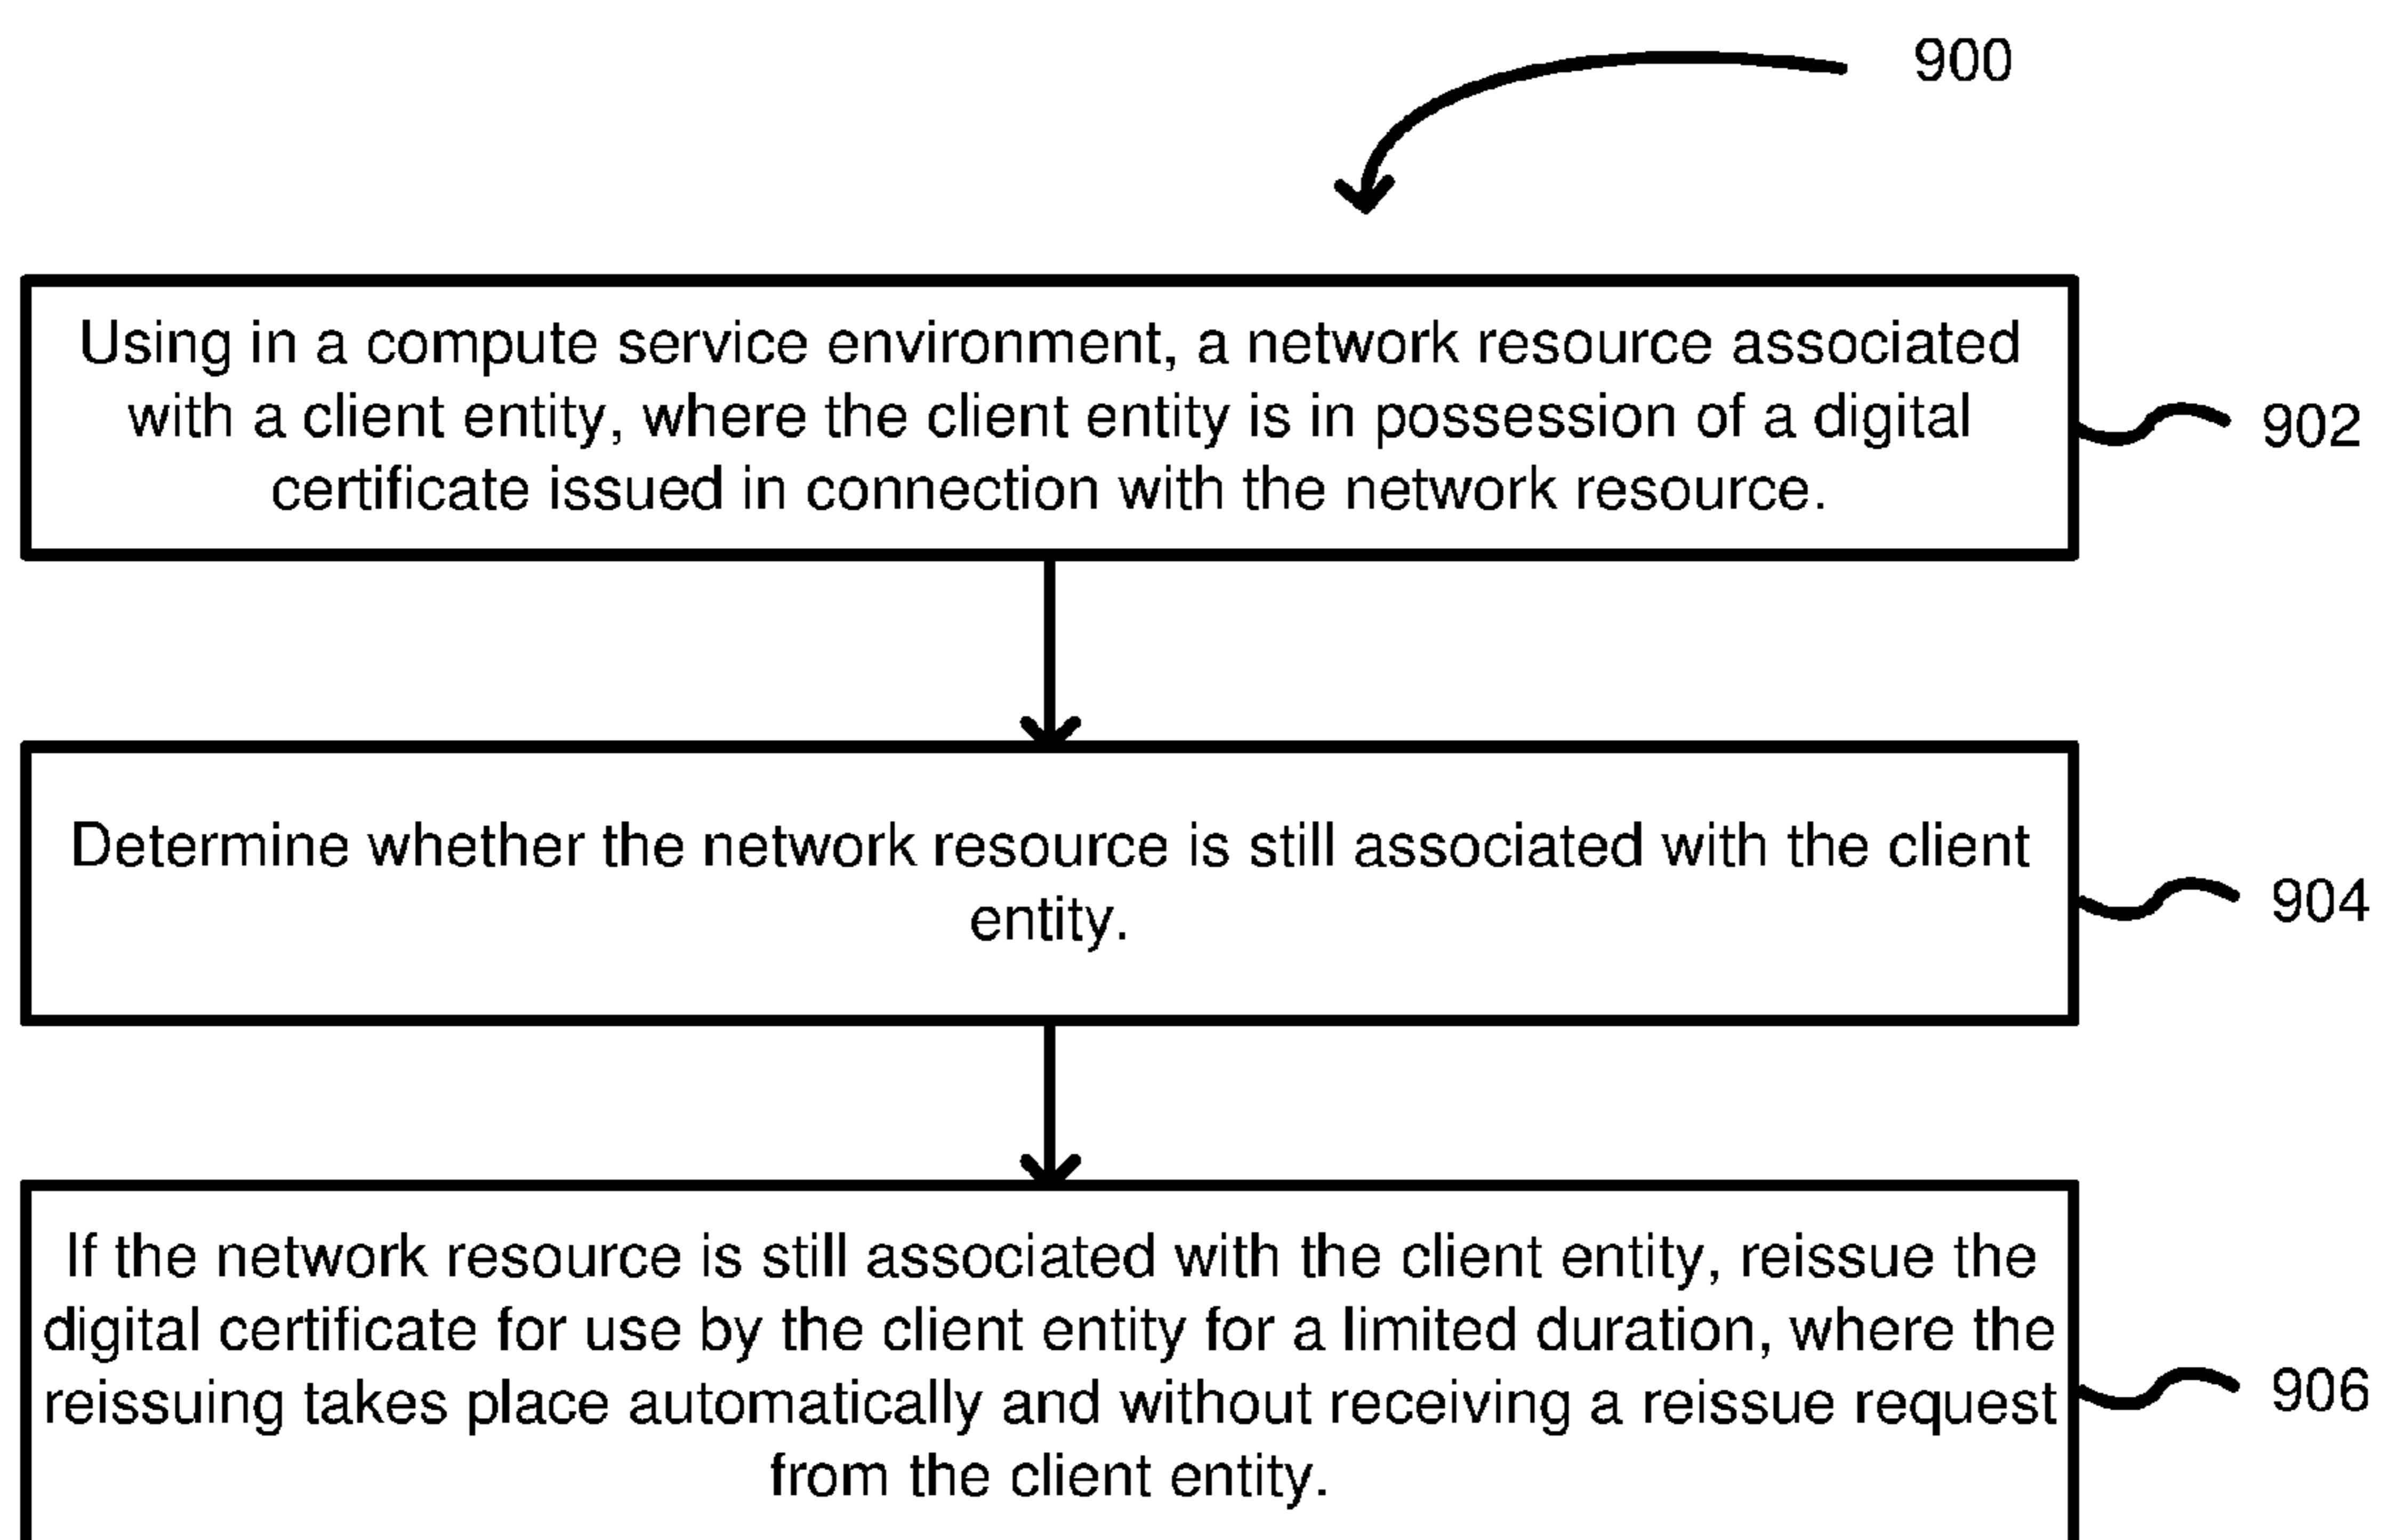 900
Using in a compute service environment, a network resource associated
with a client entity, where the client entity is in possession of a digital
certificate issued in connection with the network resource.
902
Determine whether the network resource is still associated with the client
entity.
904
If the network resource is still associated with the client entity, reissue the
digital certificate for use by the client entity for a limited duration, where the
reissuing takes place automatically and without receiving a reissue request
from the client entity.
906